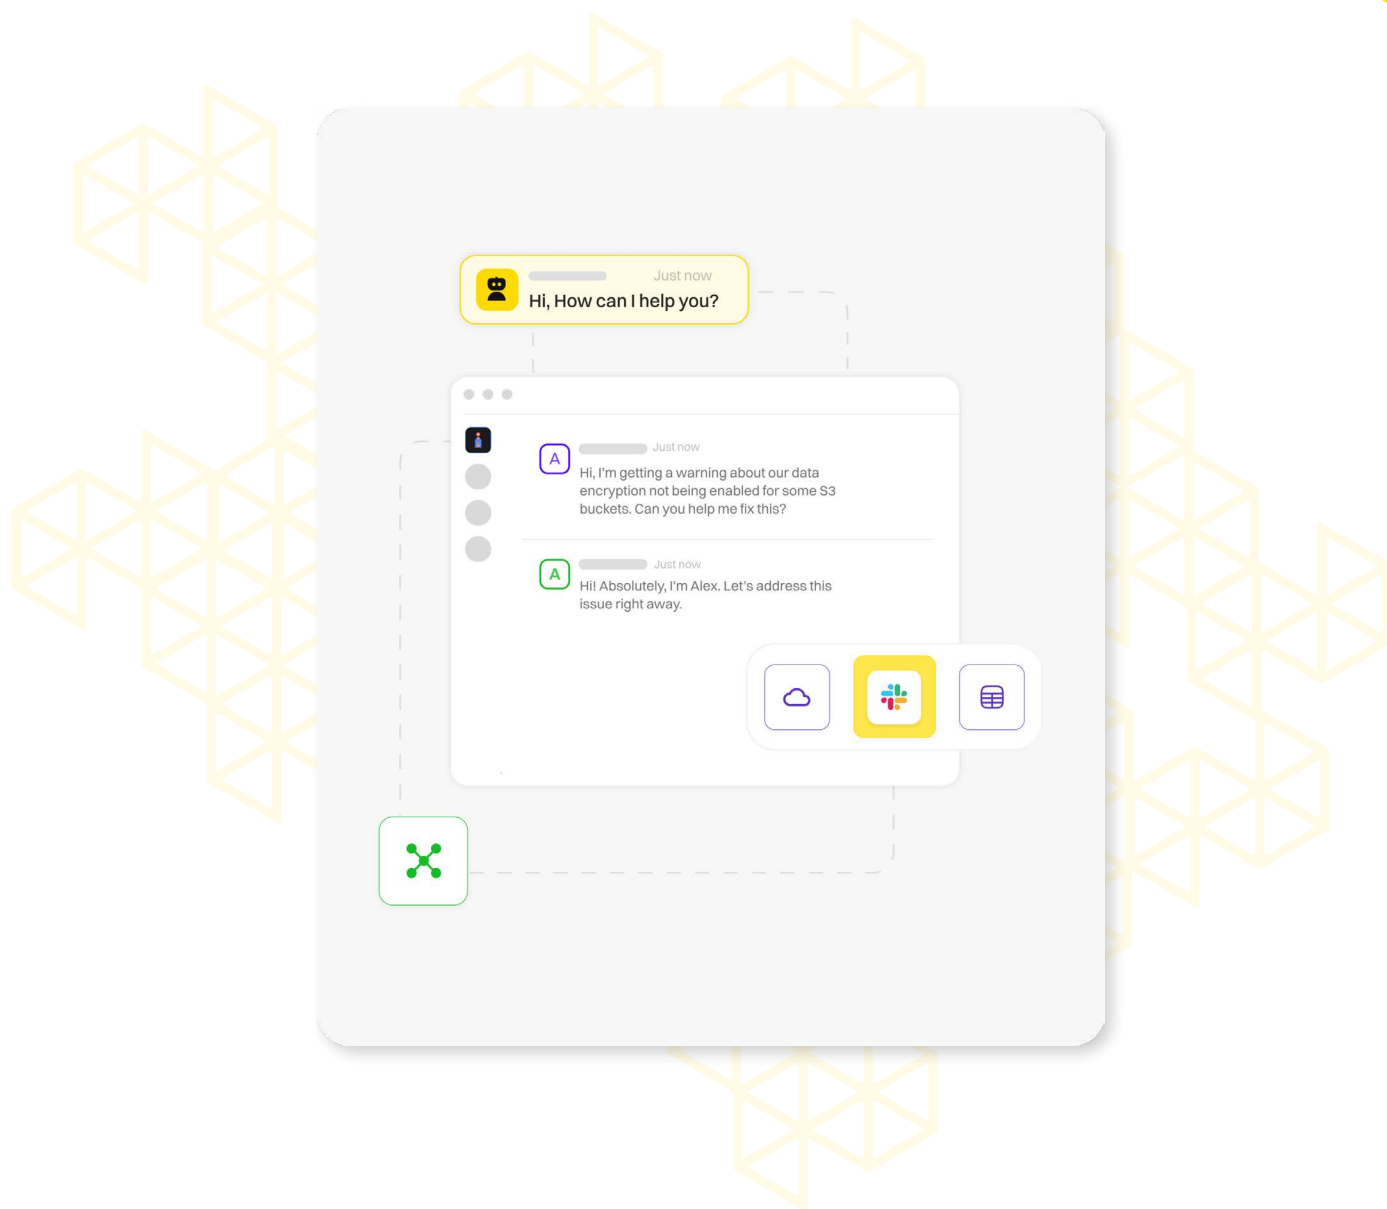 Just now
Hi, How can I help you?
A
Just now
Hi, I'm getting a warning about our data
encryption not being enabled for some S3
buckets. Can you help me fix this?
A
Just now
Hi! Absolutely, I'm Alex. Let's address this
issue right away.